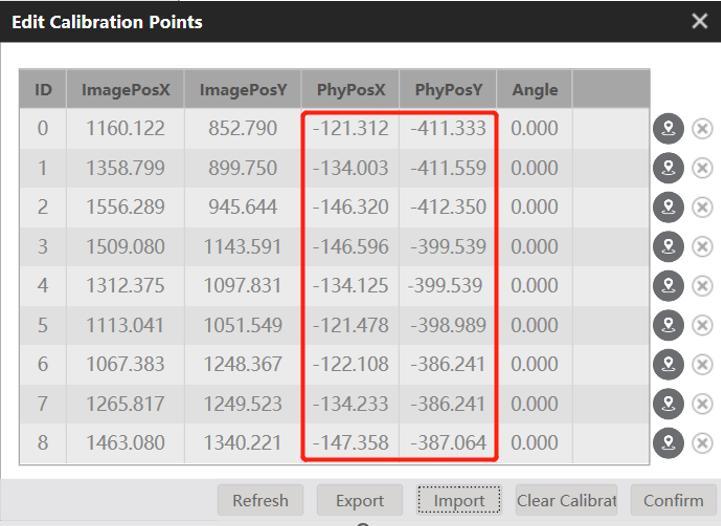 Edit Calibration Points
ID ImagePosX ImagePosY PhyPosX PhyPosY Angle
0 1160.122 852.790 -121.312 -411.333 0.000
1 1358.799 899.750 -134.003 -411.559 0.000
2 1556.289 945.644 -146.320 -412.350 0.000
3 1509.080 1143.591 -146.596 -399.539 0.000
4 1312.375 1097.831 -134.125 -399.539 0.000
5 1113.041 1051.549 -121.478 -398.989 0.000
6 1067.383 1248.367 -122.108 -386.241 0.000
7 1265.817 1249.523 -134.233 -386.241 0.000
8 1463.080 1340.221 -147.358 -387.064 0.000
Refresh Export Import Clear Calibrat Confirm